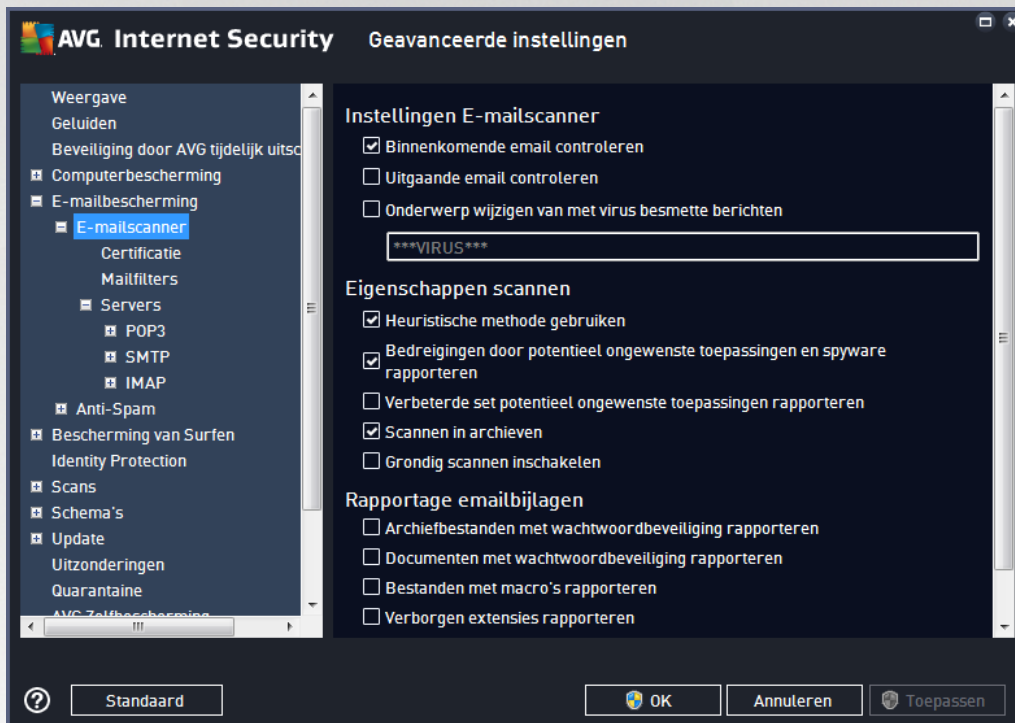 AVG Internet Security Geavanceerde instellingen
Weergave
Geluiden
Beveiliging door AVG tijdelijk uitsc
Computerbescherming
E-mailbescherming
E-mailscanner
Certificatie
Mailfilters
Servers
POP3
SMTP
IMAP
Anti-Spam
Bescherming van Surfen
Identity Protection
Scans
Schema's
Update
Uitzonderingen
Quarantaine
AVG Zelfbescherming
Instellingen E-mailscanner
Binnenkomende email controleren
Uitgaande email controleren
Onderwerp wijzigen van met virus besmette berichten
***VIRUS***
Eigenschappen scannen
Heuristische methode gebruiken
Bedreigingen door potentieel ongewenste toepassingen en spyware
rapporteren
Verbeterde set potentieel ongewenste toepassingen rapporteren
Scannen in archieven
Grondig scannen inschakelen
Rapportage emailbijlagen
Archiefbestanden met wachtwoordbeveiliging rapporteren
Documenten met wachtwoordbeveiliging rapporteren
Bestanden met macro's rapporteren
Verborgen extensies rapporteren
Standaard
OK
Annuleren
Toepassen